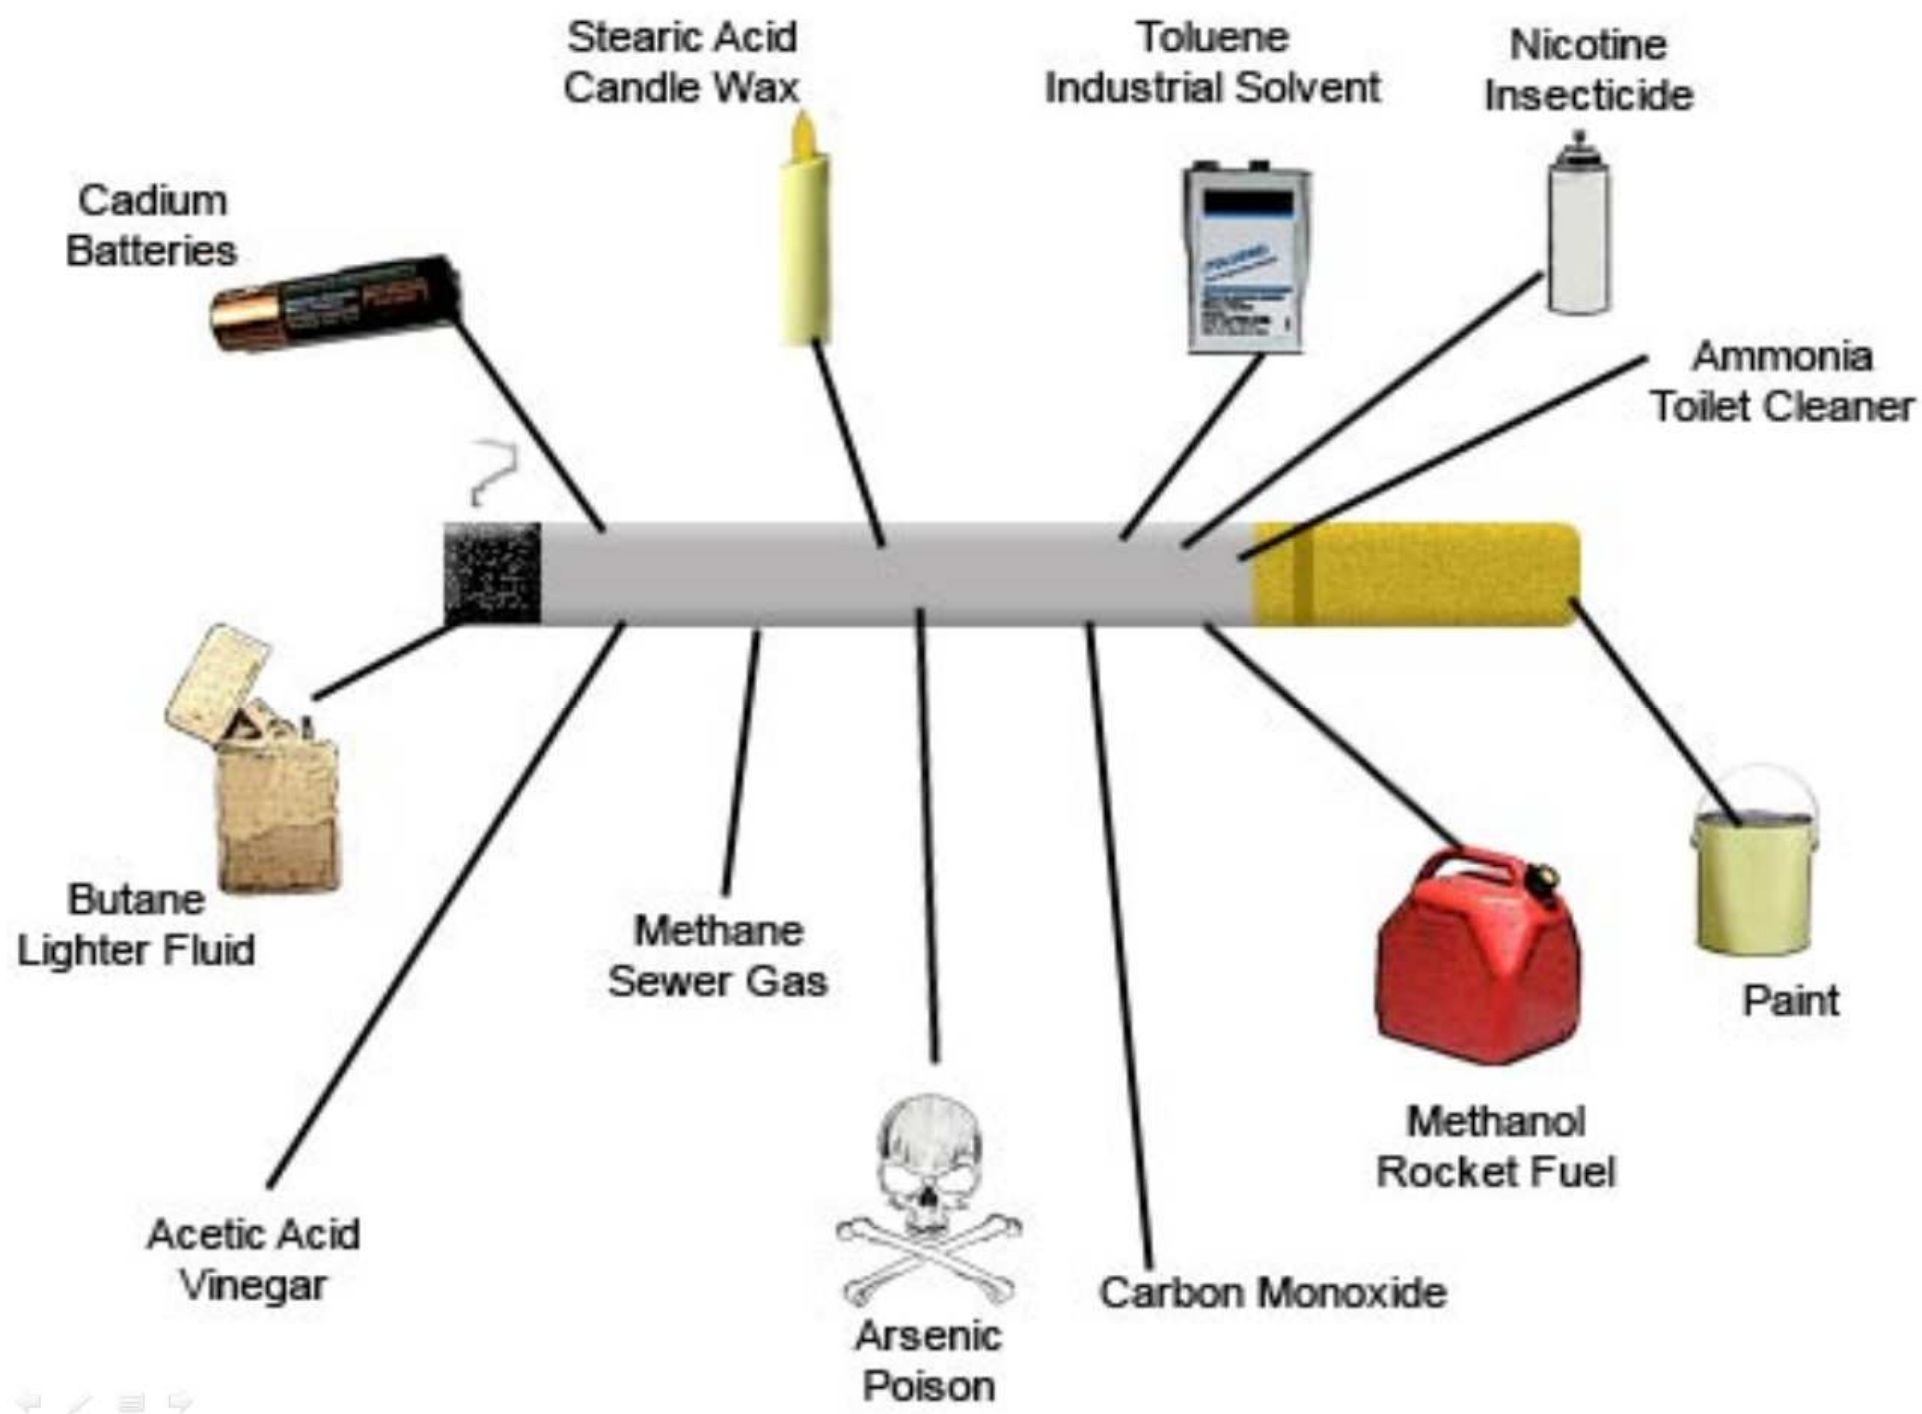 Stearic Acid
Candle Wax
Toluene
Industrial Solvent
Nicotine
Insecticide
Cadium
Batteries
Ammonia
Toilet Cleaner
Butane
Lighter Fluid
Methane
Sewer Gas
Paint
Methanol
Rocket Fuel
Acetic Acid
Vinegar
Carbon Monoxide
Arsenic
Poison